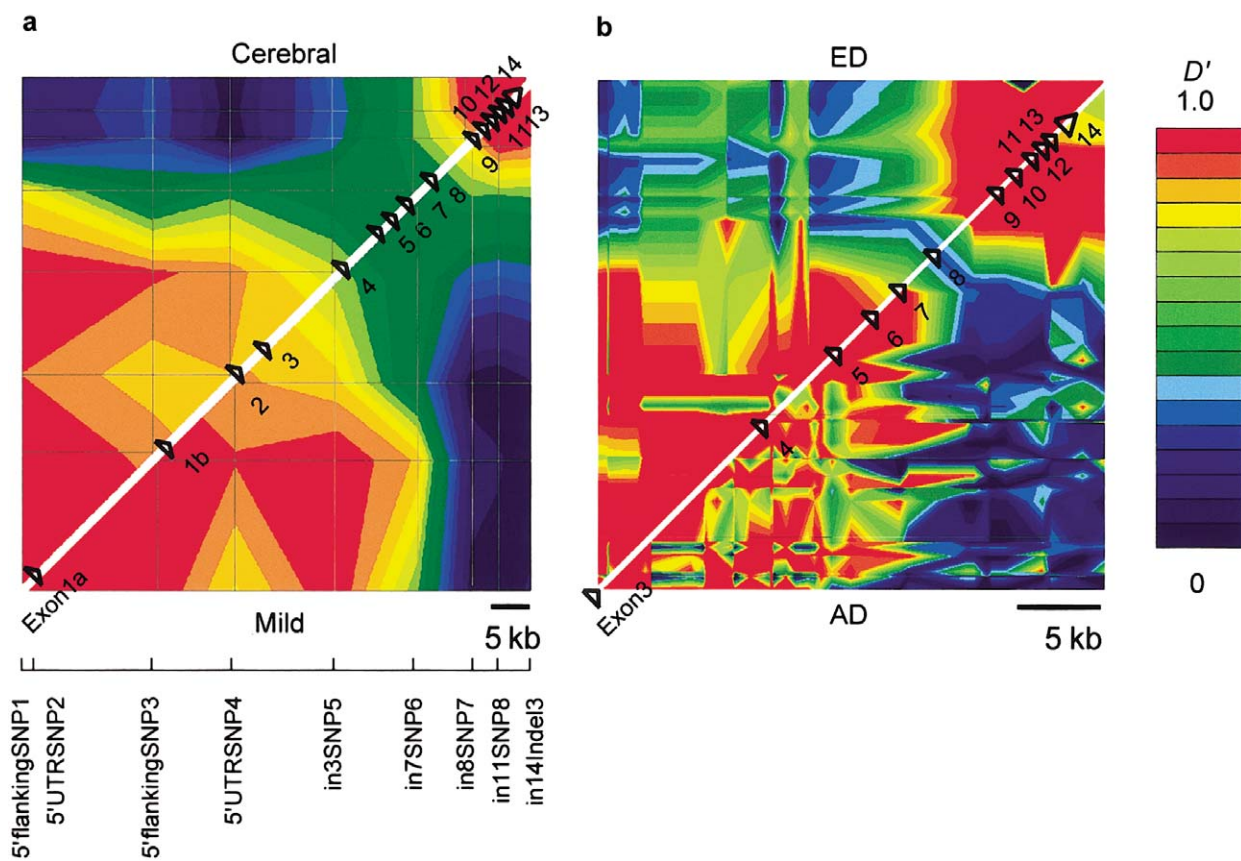 a
Cerebral
Exon1a
1b
2
3
4
5
6
7
8
9
10
11
12
13
14
Mild
5 kb
5'flankingSNP1
5'UTRSNP2
5'flankingSNP3
5'UTRSNP4
in3SNP5
in7SNP6
in8SNP7
in11SNP8
in14Indel3
b
ED
Exon3
4
5
6
7
8
9
10
11
12
13
14
AD
5 kb
D'
1.0
0